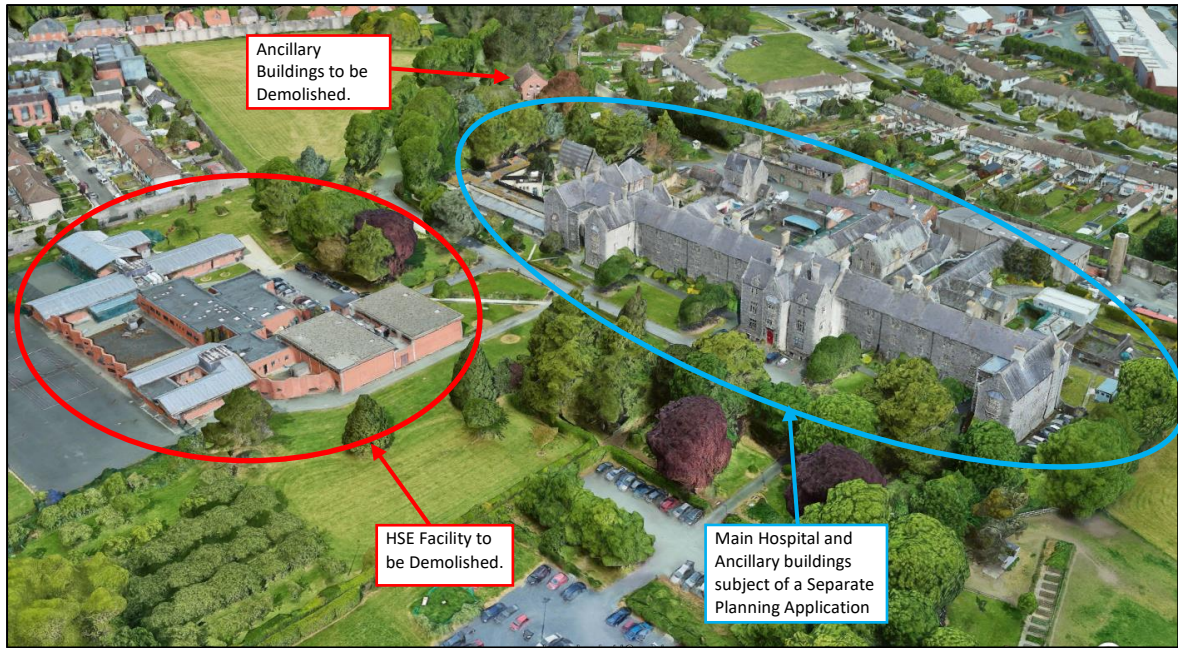 Ancillary
Buildings to be
Demolished.
HSE Facility to
be Demolished.
Main Hospital and
Ancillary buildings
subject of a Separate
Planning Application